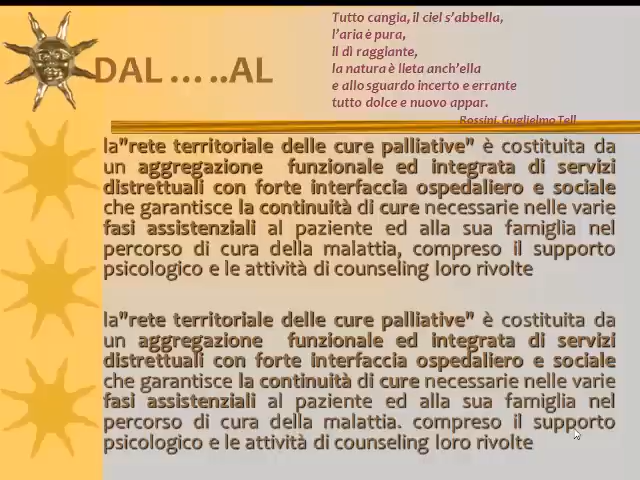 Tutto cangia, il ciel s'abbella,
l'aria è pura,
Il dì raggiante,
la natura è lieta anch'ella
e allo sguardo incerto e errante
tutto dolce e nuovo appar.
Rossini, Guglielmo Tell
DAL ... ..AL
la"rete territoriale delle cure palliative" è costituita da
un aggregazione funzionale ed integrata di servizi
distrettuali con forte interfaccia ospedaliero e sociale
che garantisce la continuità di cure necessarie nelle varie
fasi assistenziali al paziente ed alla sua famiglia nel
percorso di cura della malattia, compreso il supporto
psicologico e le attività di counseling loro rivolte
la"rete territoriale delle cure palliative" è costituita da
un aggregazione funzionale ed integrata di servizi
distrettuali con forte interfaccia ospedaliero e sociale
che garantisce la continuità di cure necessarie nelle varie
fasi assistenziali al paziente ed alla sua famiglia nel
percorso di cura della malattia. compreso il supporto
psicologico e le attività di counseling loro rivolte